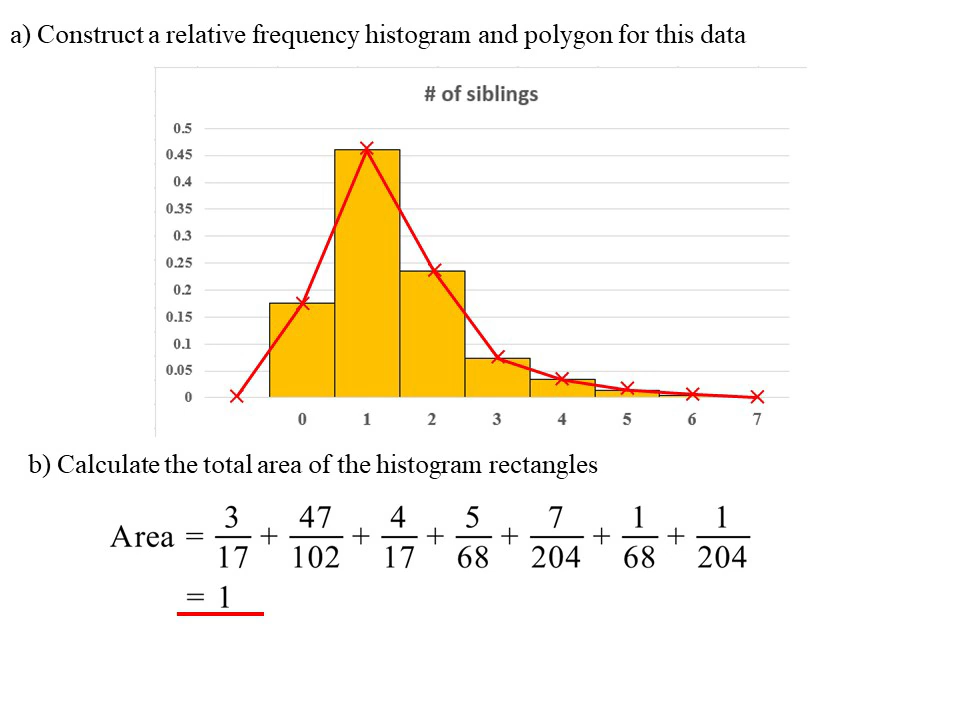 a) Construct a relative frequency histogram and polygon for this data
# of siblings
0.5
0.45
0.4
0.35
0.3
0.25
0.2
0.15
0.1
0.05
0
0 1 2 3 4 5 6 7
b) Calculate the total area of the histogram rectangles
Area = 3/17 + 47/102 + 4/17 + 5/68 + 7/204 + 1/68 + 1/204
= 1